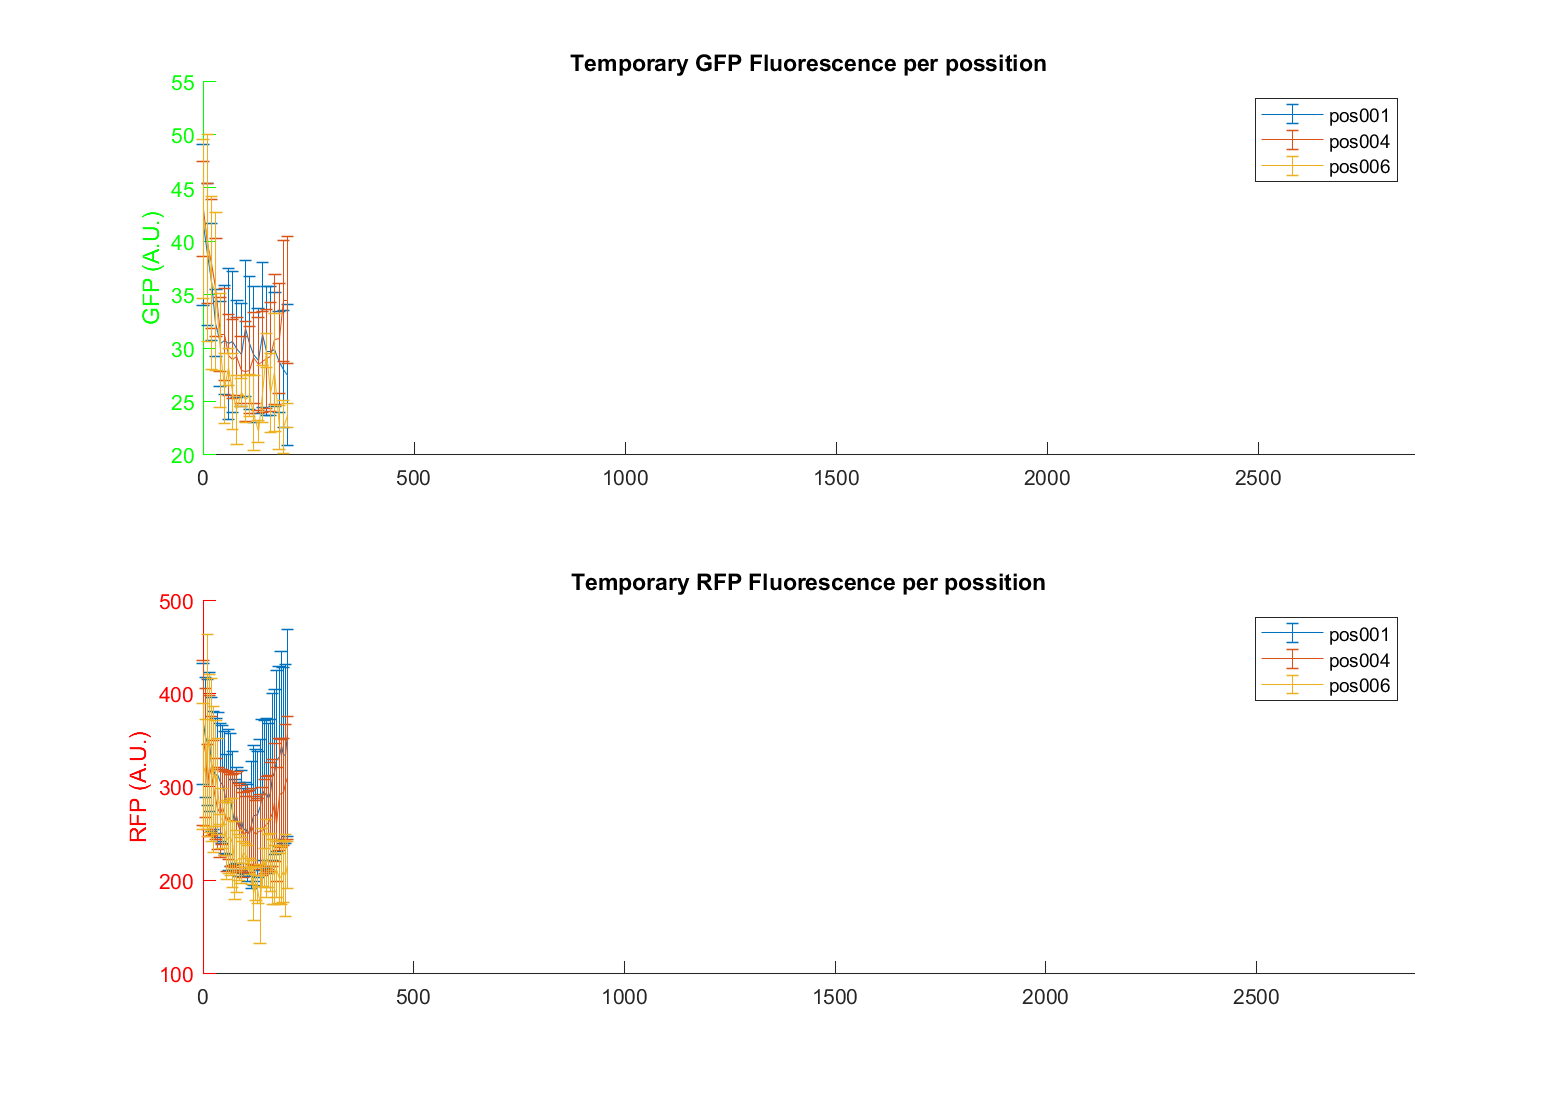 Temporary GFP Fluorescence per possition
55
50
45
40
35
30
25
20
GFP (A.U.)
pos001
pos004
pos006
0 500 1000 1500 2000 2500
Temporary RFP Fluorescence per possition
500
400
300
200
100
RFP (A.U.)
pos001
pos004
pos006
0 500 1000 1500 2000 2500